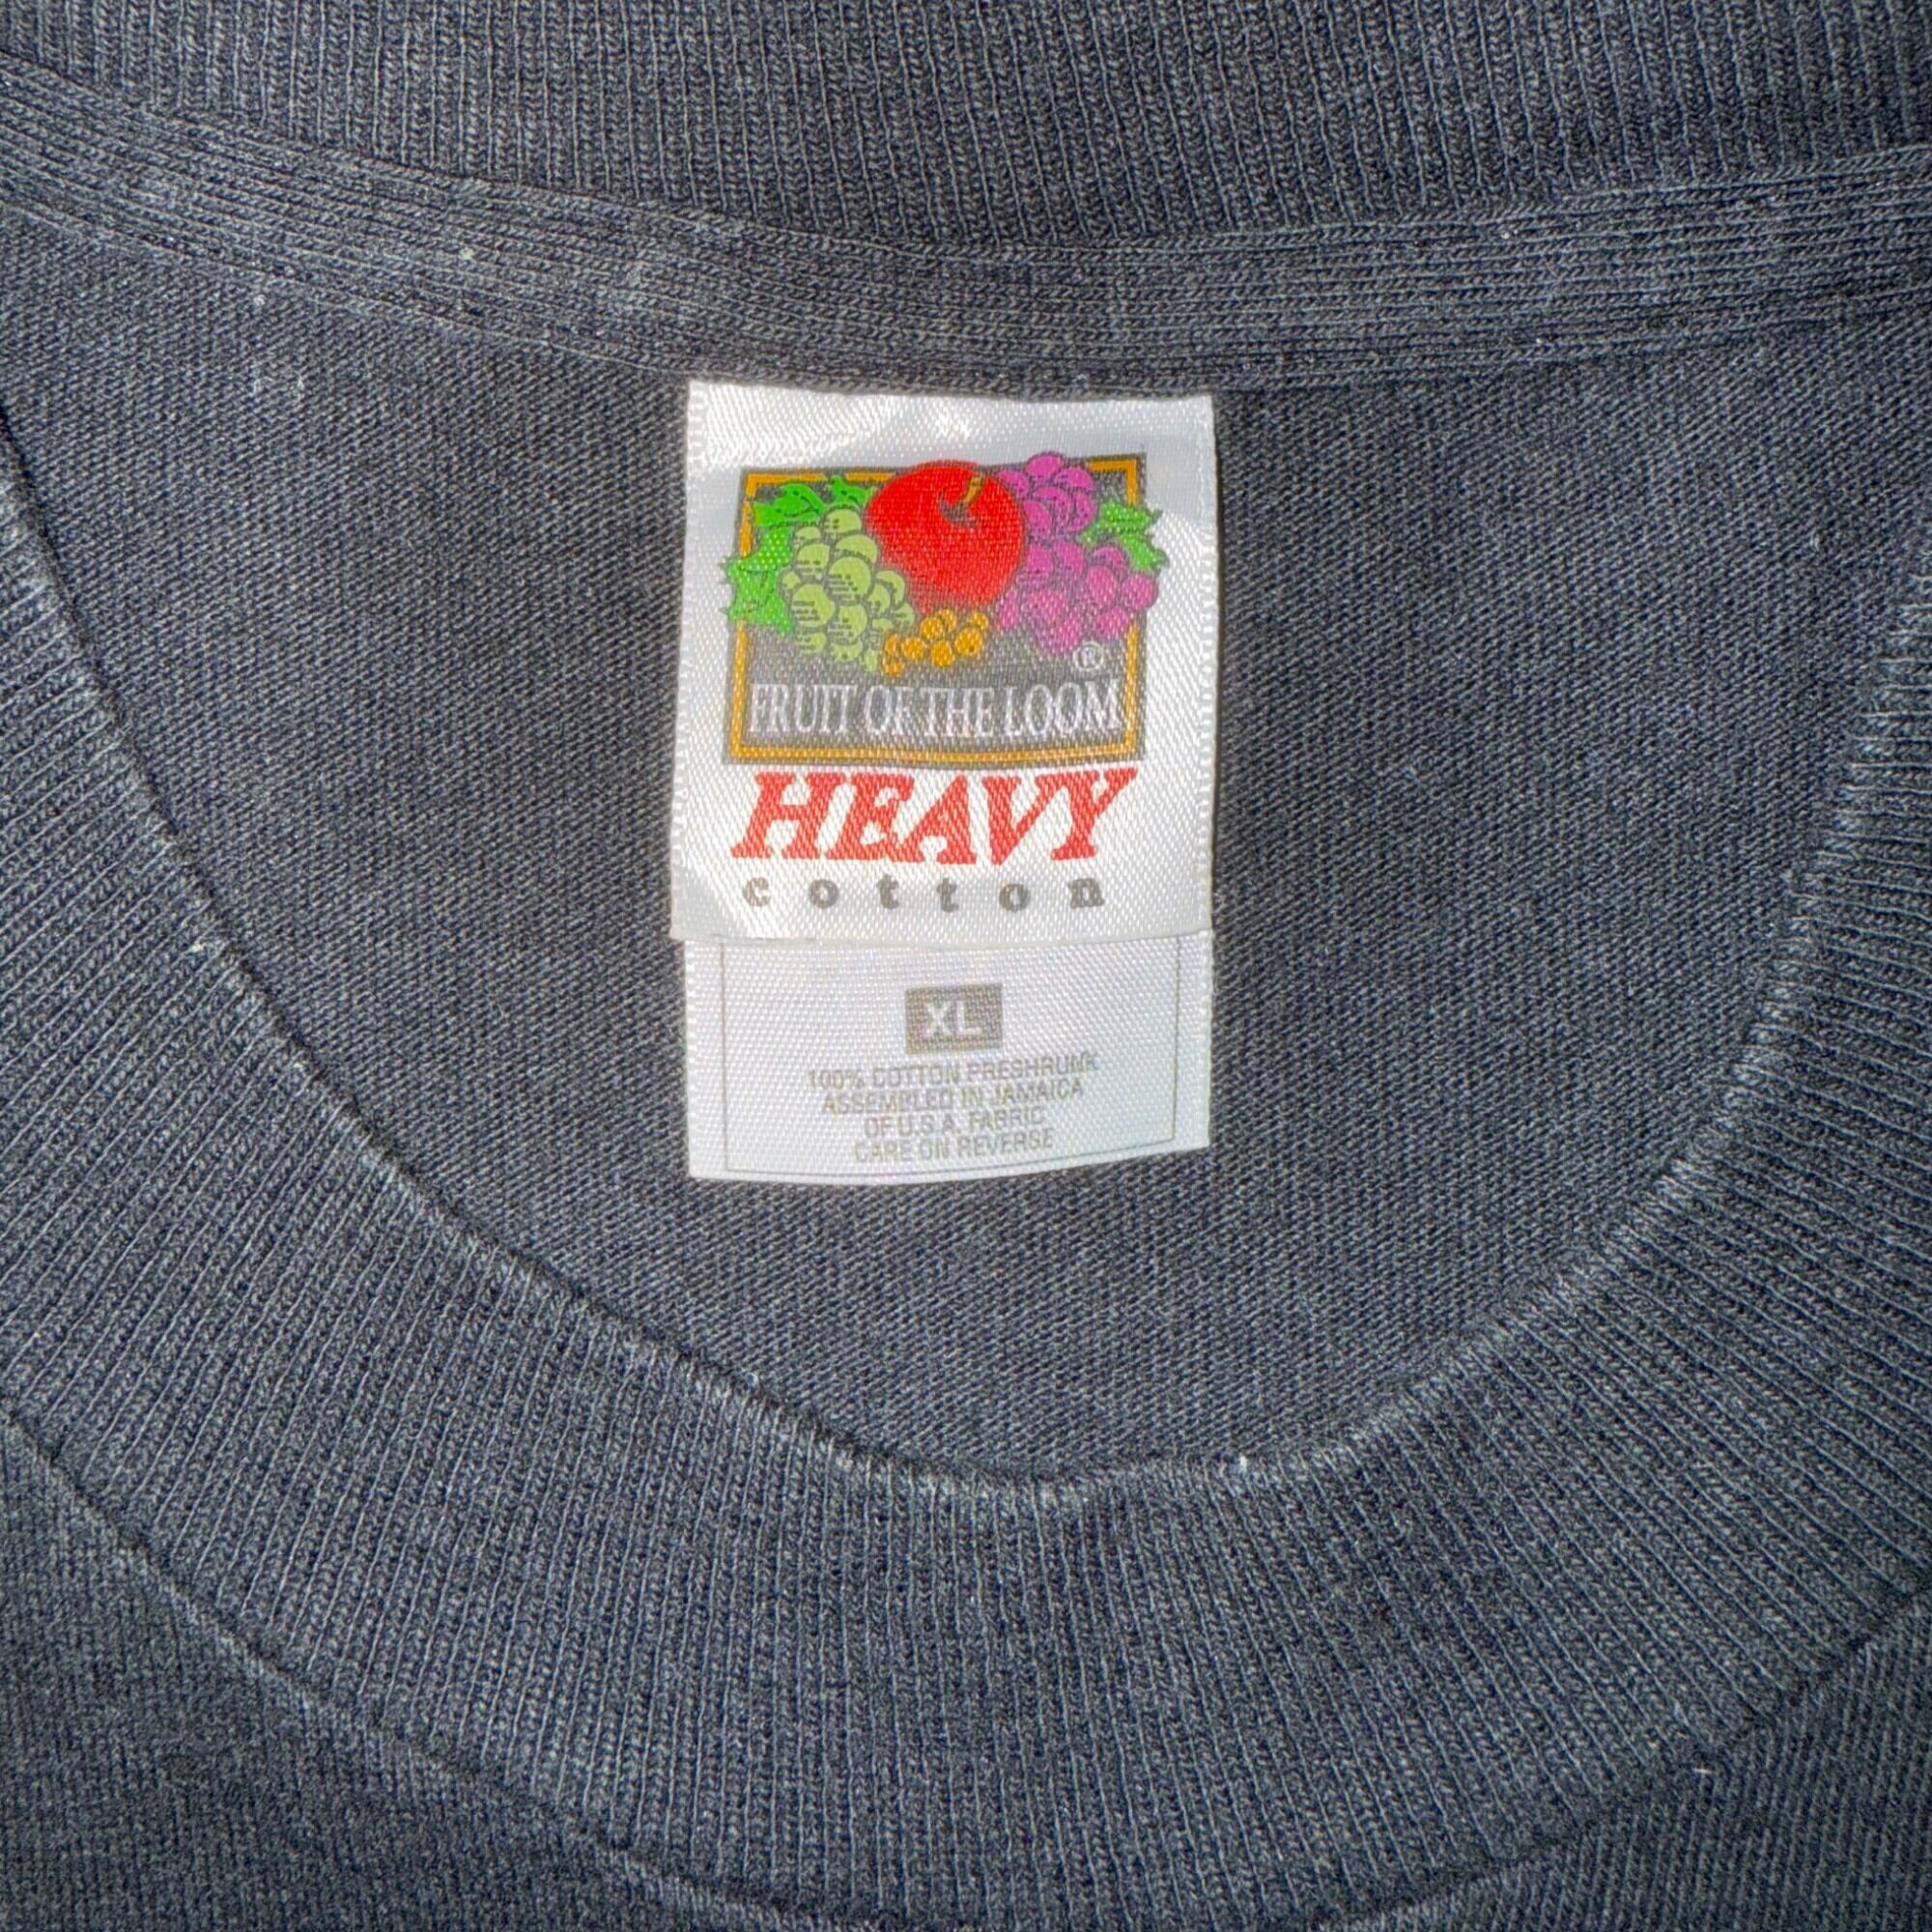 ®
FRUIT OF THE LOOM
HEAVY
cotton
XL
100% COTTON PRESHRUNK
ASSEMBLED IN JAMAICA
OF U.S.A. FABRIC
CARE ON REVERSE